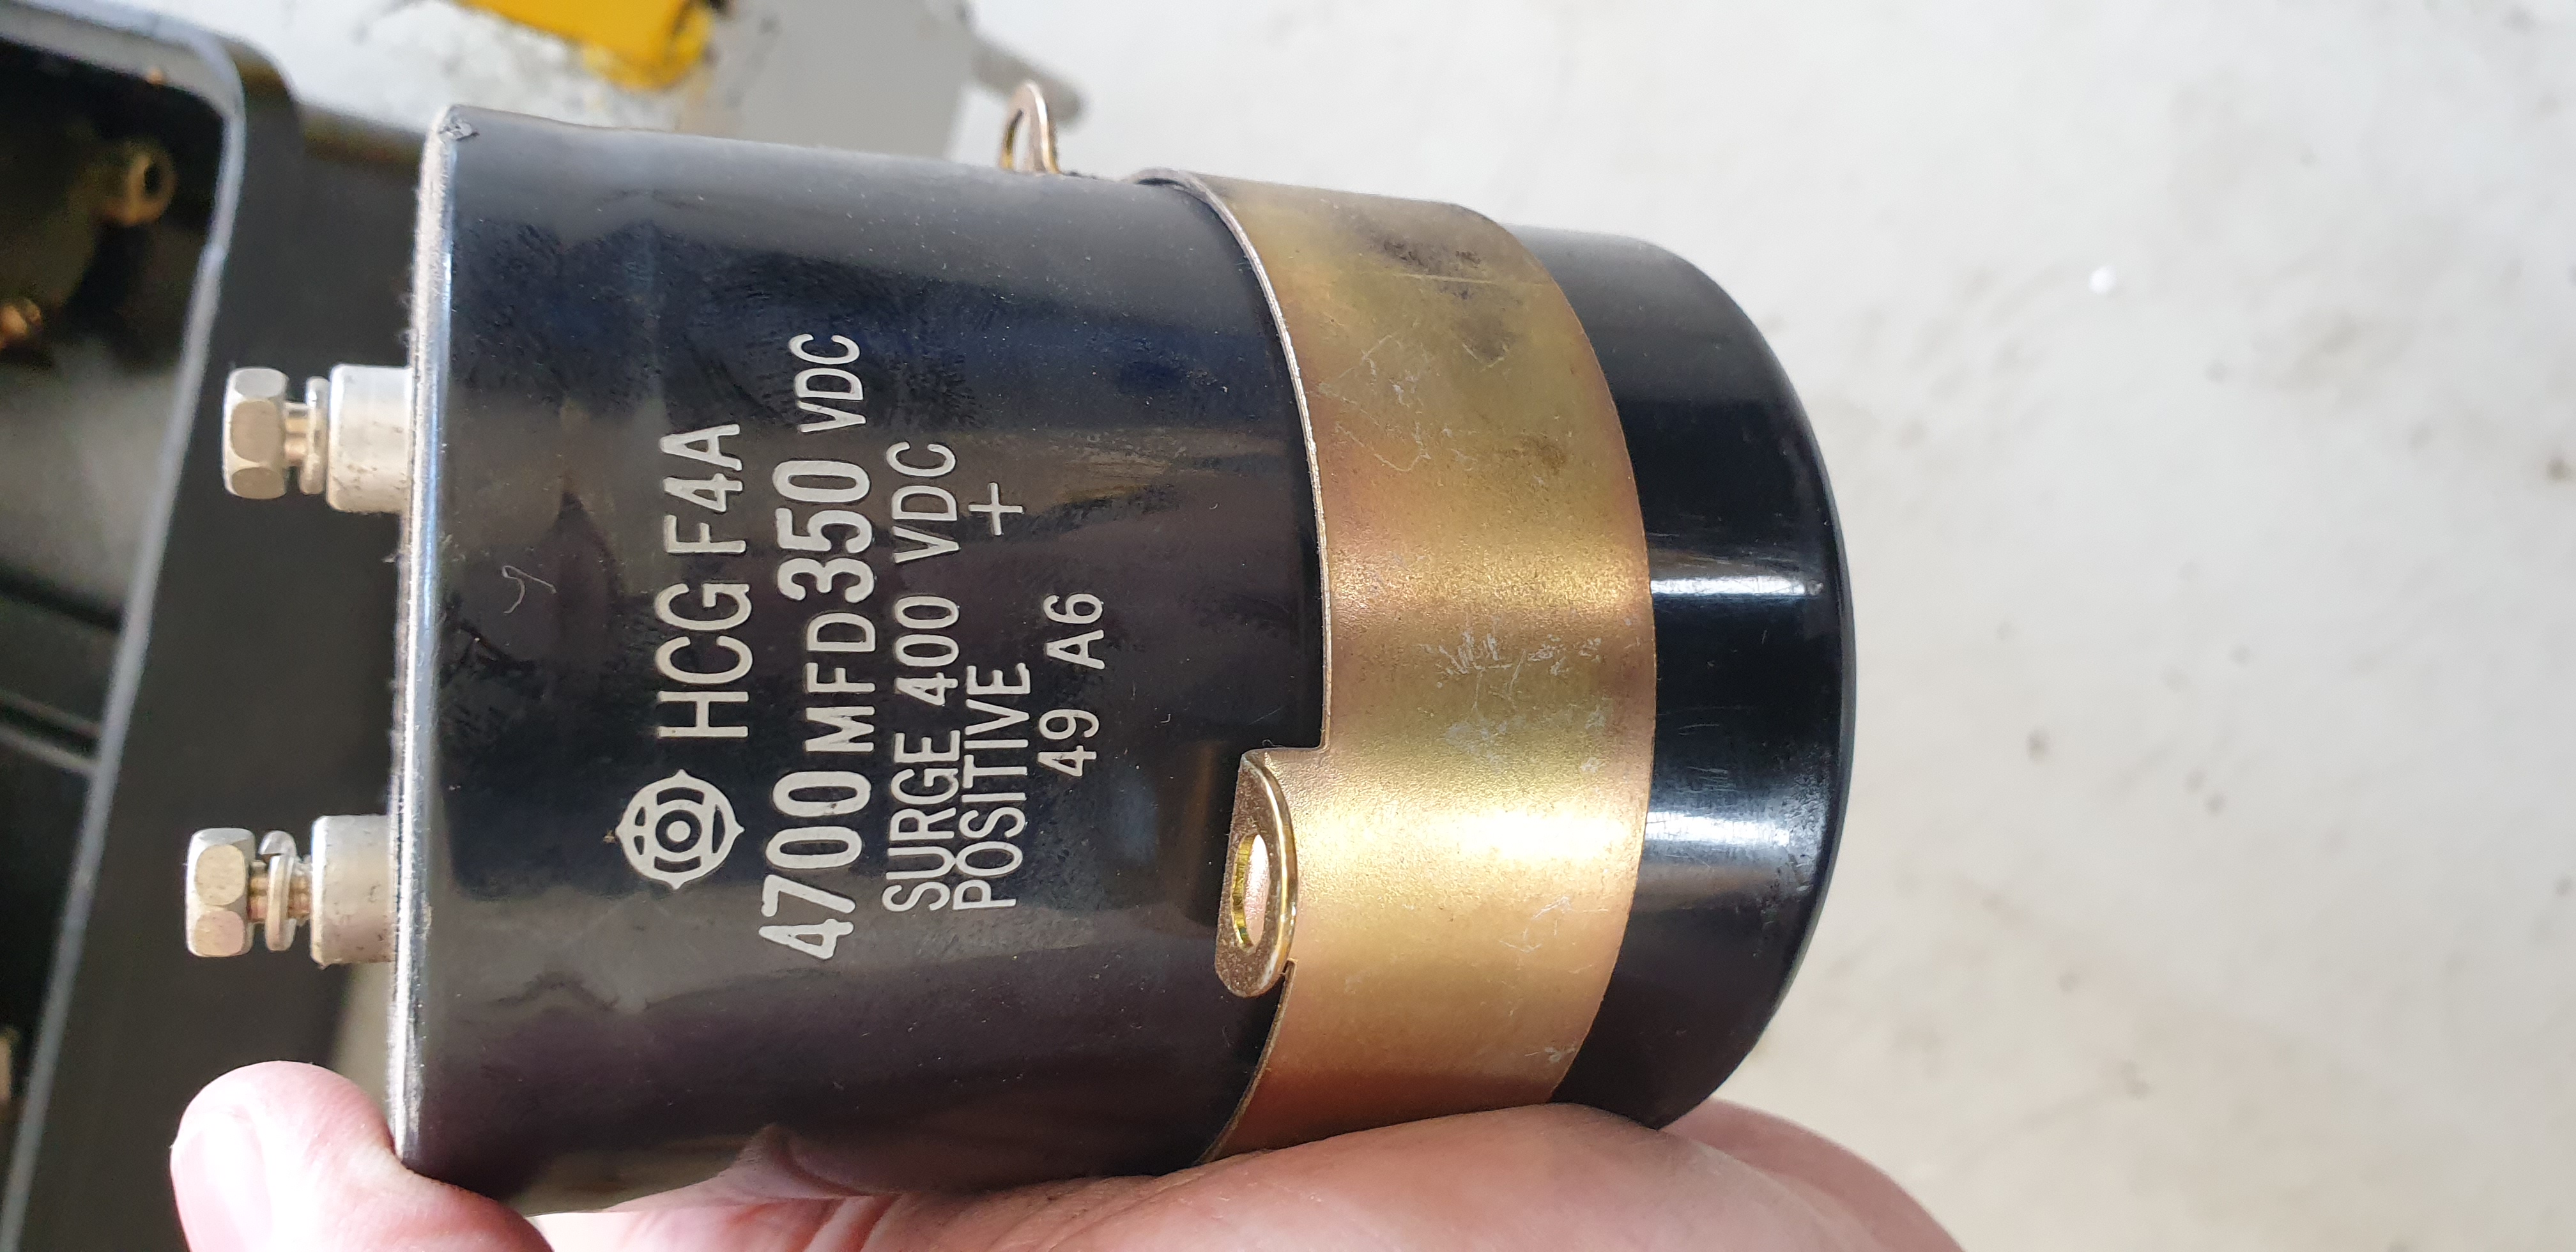 HCG F4A
4700 MFD 350 VDC
SURGE 400 VDC
POSITIVE +
49 A6